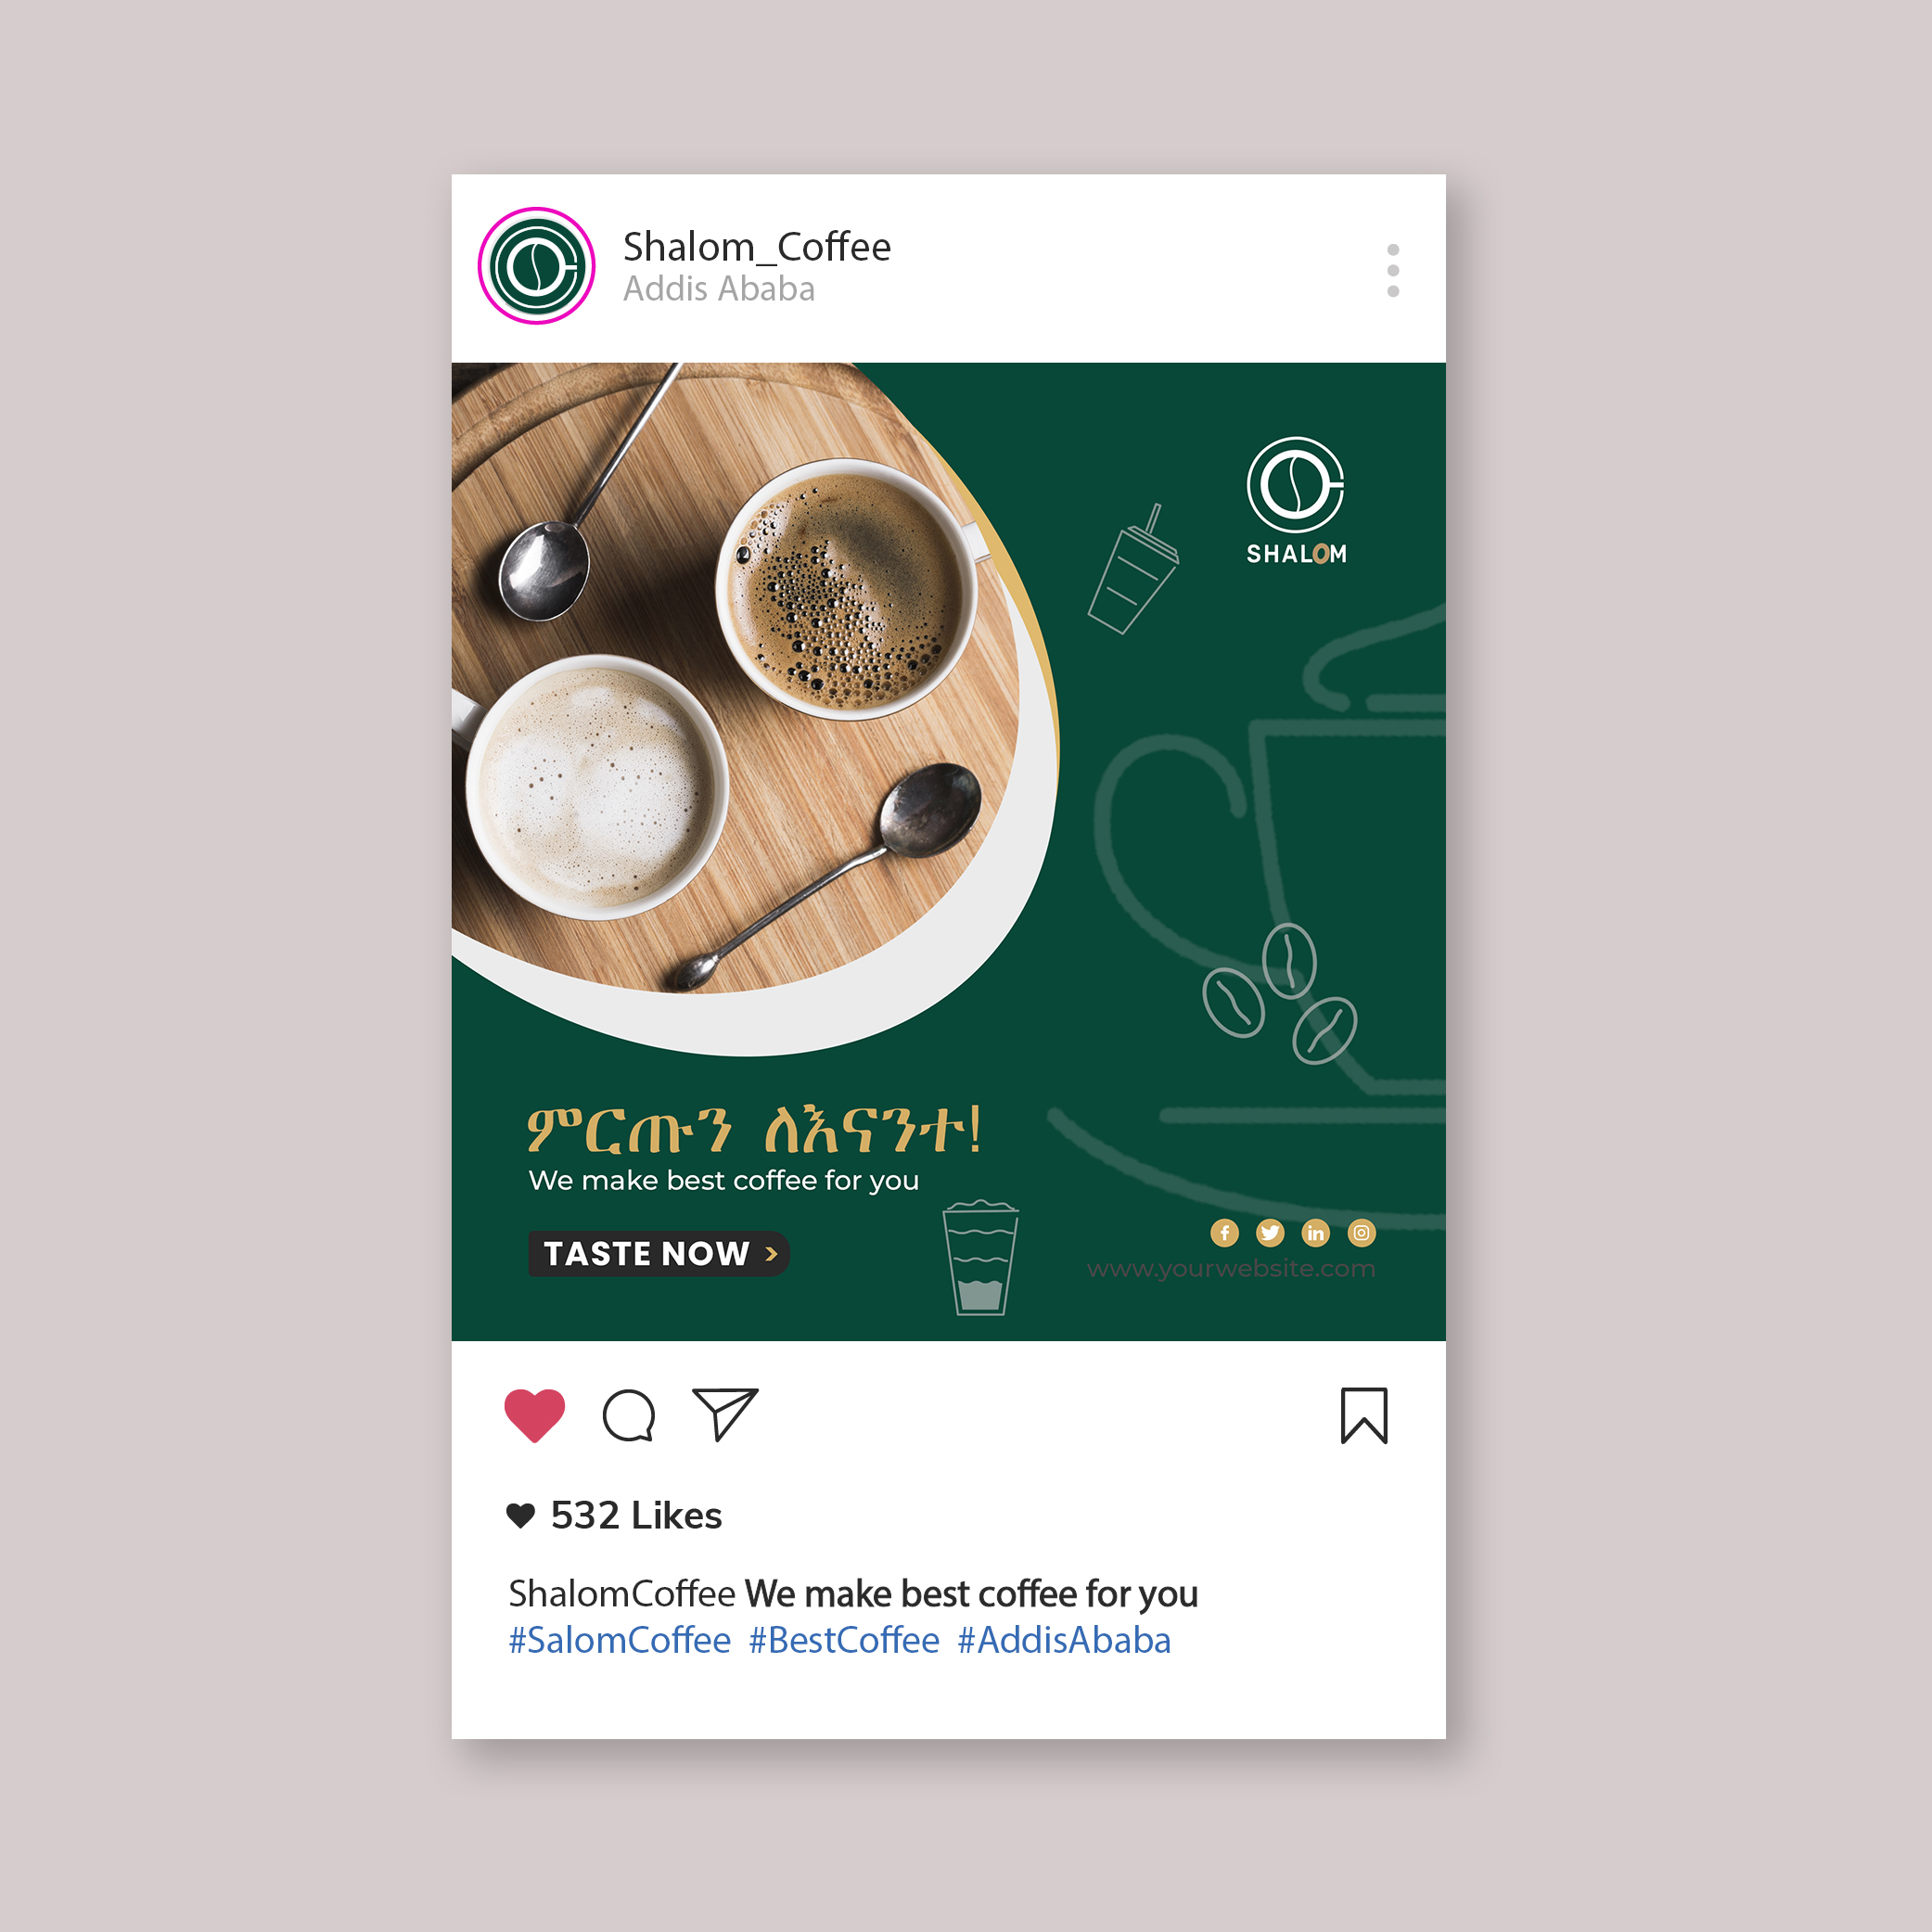 Shalom_Coffee
Addis Ababa
SHALOM
ምርጡን ለእናንተ!
We make best coffee for you
TASTE NOW >
www.yourwebsite.com
532 Likes
ShalomCoffee We make best coffee for you
#SalomCoffee #BestCoffee #AddisAbaba